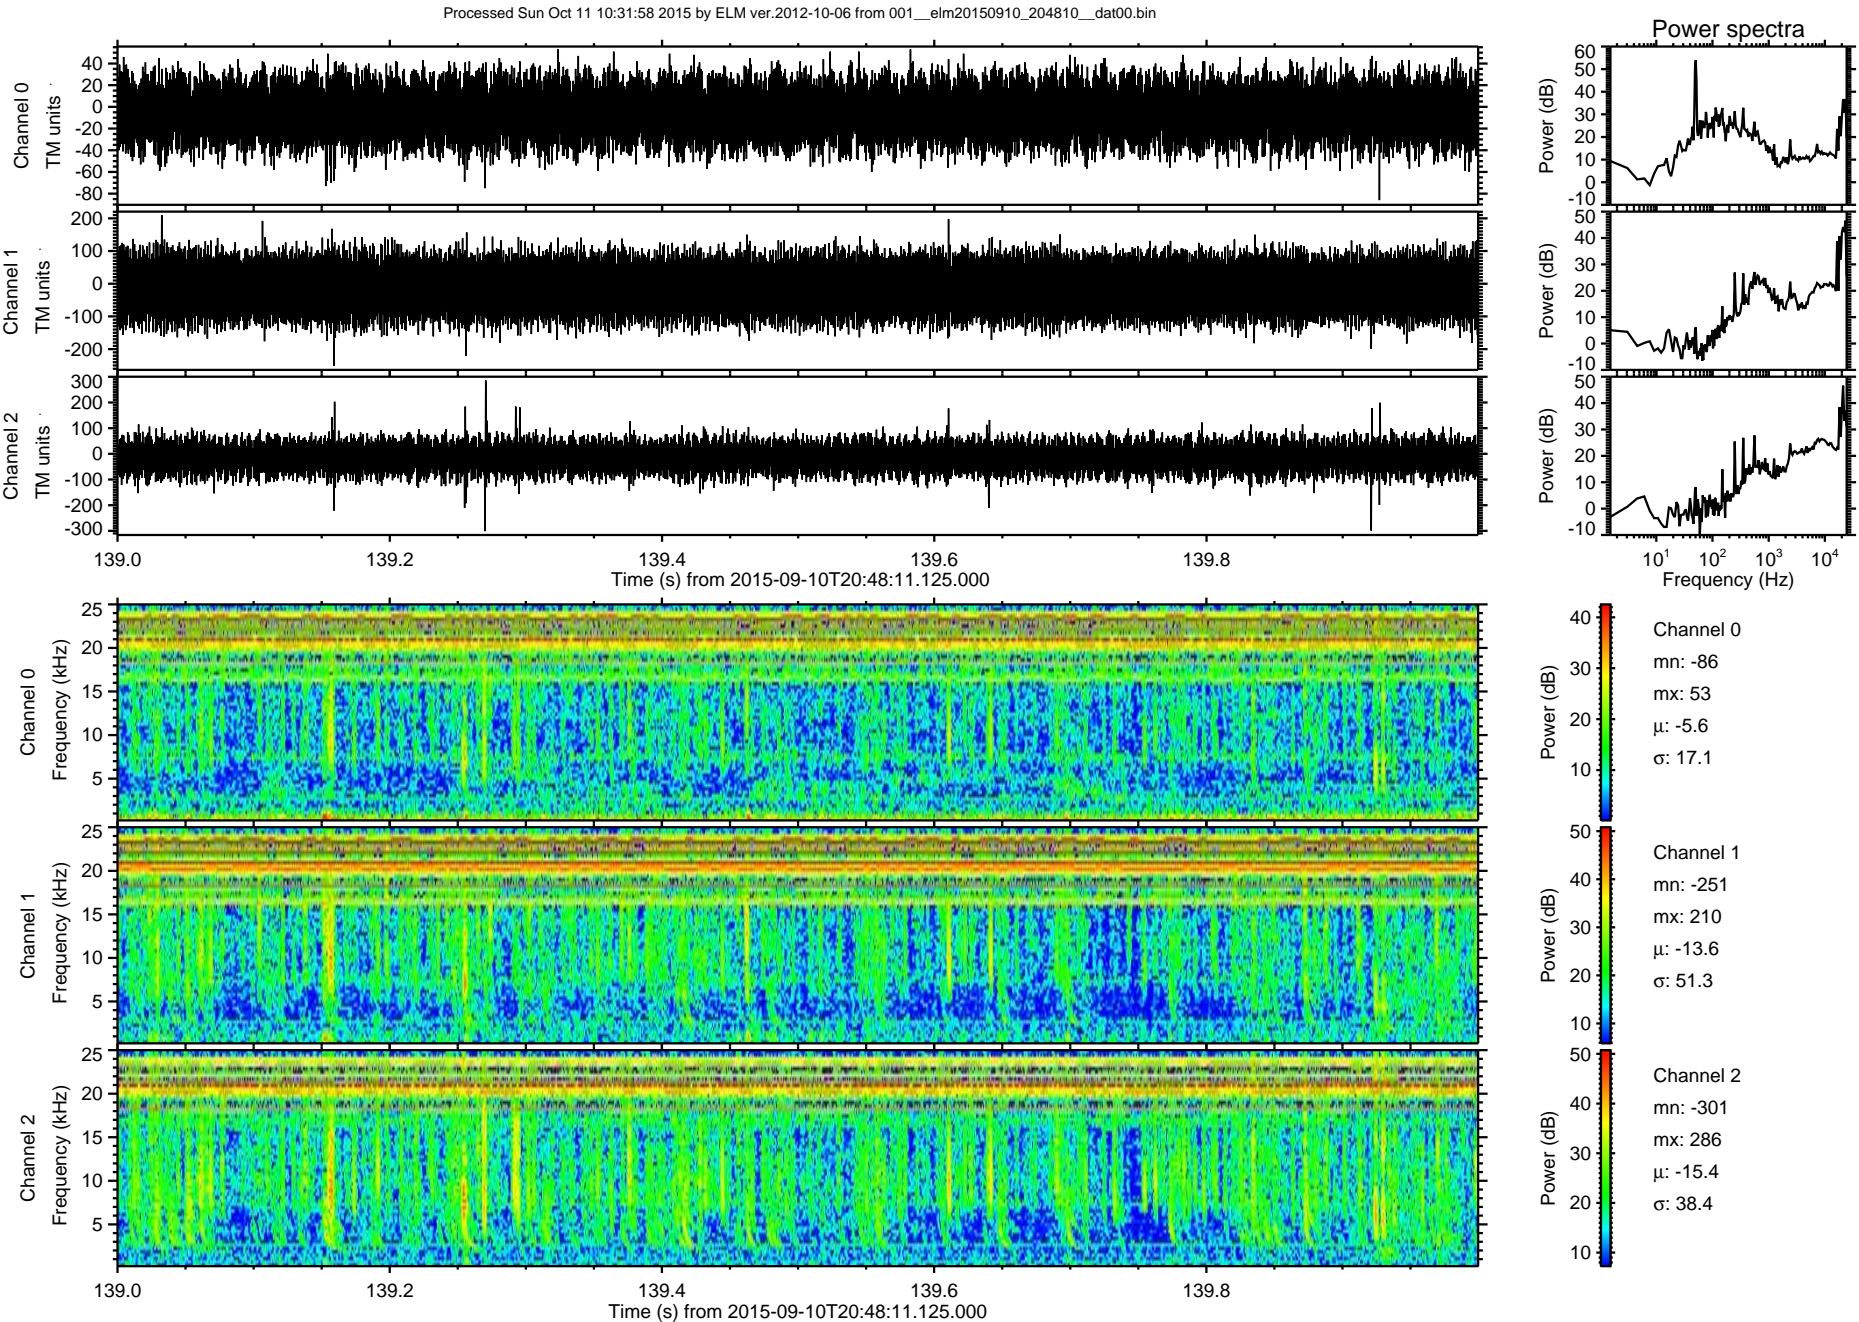 Processed Sun Oct 11 10:31:58 2015 by ELM ver.2012-10-06 from 001__elm20150910_204810__dat00.bin
Power spectra
Channel 0
TM units
40
20
0
-20
-40
-60
-80
Power (dB)
60
50
40
30
20
10
0
-10
Channel 1
TM units
200
100
0
-100
-200
Power (dB)
50
40
30
20
10
0
-10
Channel 2
TM units
300
200
100
0
-100
-200
-300
Power (dB)
50
40
30
20
10
0
-10
139.0 139.2 139.4 139.6 139.8
Time (s) from 2015-09-10T20:48:11.125.000
10¹ 10² 10³ 10⁴
Frequency (Hz)
Channel 0
Frequency (kHz)
25
20
15
10
5
Power (dB)
40
30
20
10
Channel 0
mn: -86
mx: 53
μ: -5.6
σ: 17.1
Channel 1
Frequency (kHz)
25
20
15
10
5
Power (dB)
50
40
30
20
10
Channel 1
mn: -251
mx: 210
μ: -13.6
σ: 51.3
Channel 2
Frequency (kHz)
25
20
15
10
5
Power (dB)
50
40
30
20
10
Channel 2
mn: -301
mx: 286
μ: -15.4
σ: 38.4
139.0 139.2 139.4 139.6 139.8
Time (s) from 2015-09-10T20:48:11.125.000